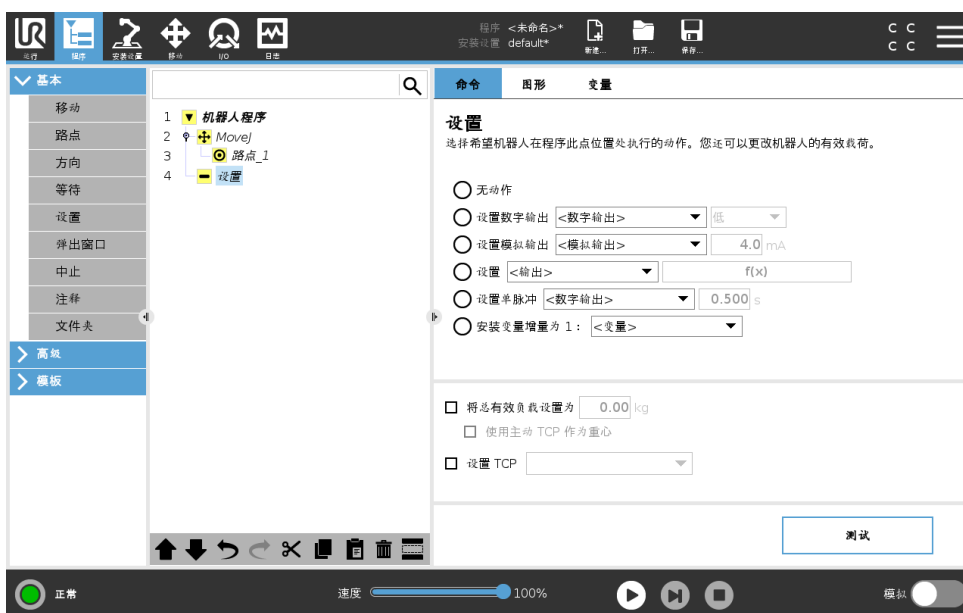 程序 <未命名>*
安装设置 default*
C C
C C
运行 程序 安装设置 移动 I/O 日志 新建... 打开... 保存...
基本
移动
路点
方向
等待
设置
弹出窗口
中止
注释
文件夹
高级
模板
1 机器人程序
2 MoveJ
3 路点_1
4 设置
命令 图形 变量
设置
选择希望机器人在程序此点位置处执行的动作。您还可以更改机器人的有效载荷。
无动作
设置数字输出 <数字输出> 低
设置模拟输出 <模拟输出> 4.0 mA
设置 <输出> f(x)
设置单脉冲 <数字输出> 0.500 s
安装变量增量为 1： <变量>
将总有效负载设置为 0.00 kg
使用主动 TCP 作为重心
设置 TCP
测试
正常 速度 100% 模拟